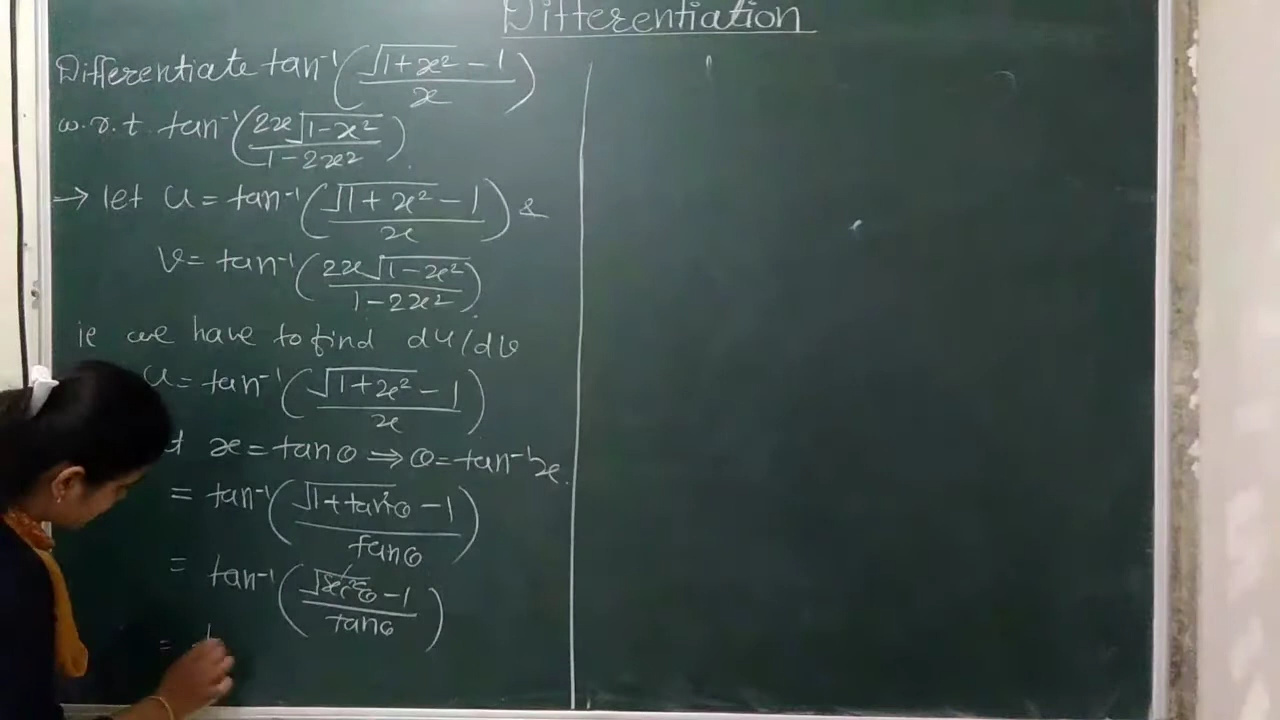 Differentiation
Differentiate tan⁻¹((√(1+x²) - 1)/x)
w.r.t. tan⁻¹((2x√(1-x²))/(1-2x²)).
→ let u = tan⁻¹((√(1+x²) - 1)/x) &
v = tan⁻¹((2x√(1-x²))/(1-2x²))
ie we have to find du/dv
u = tan⁻¹((√(1+x²) - 1)/x)
x = tanθ ⇒ θ = tan⁻¹x.
= tan⁻¹((√(1+tan²θ) - 1)/tanθ)
= tan⁻¹((√(sec²θ) - 1)/tanθ)
=